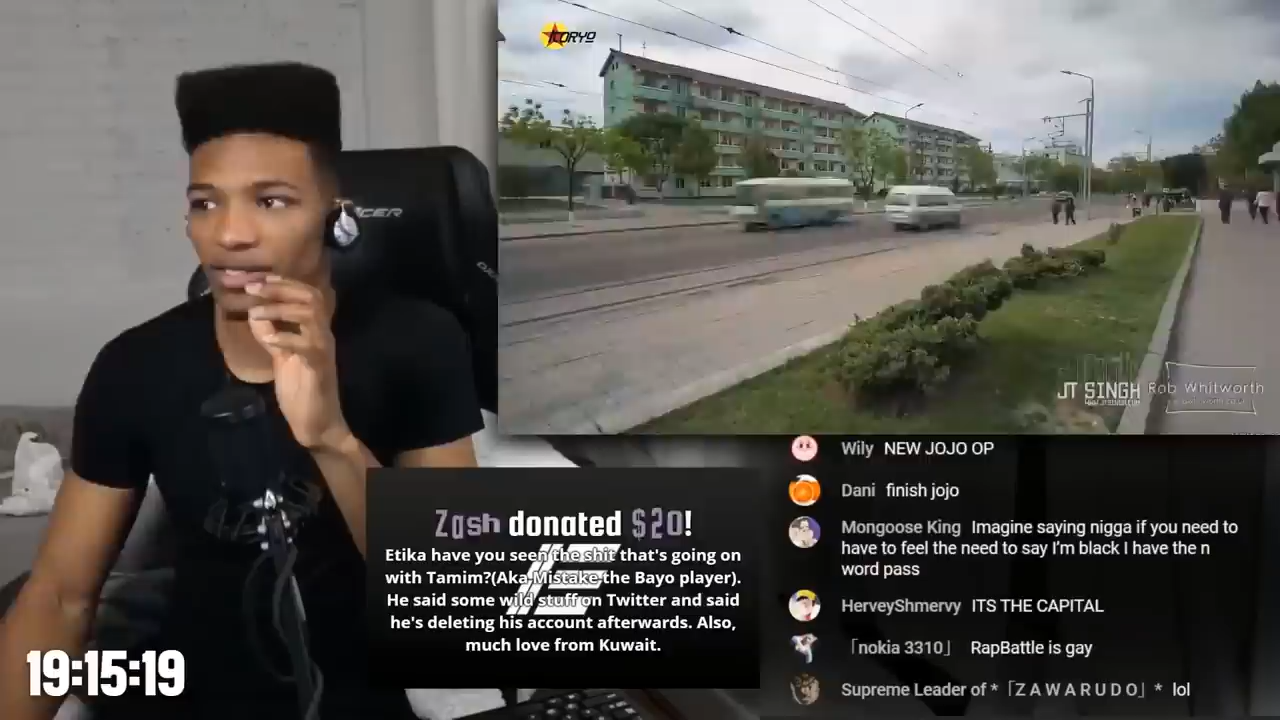 KORYO
JT SINGH
Rob Whitworth
Zash donated $20!
Etika have you seen the shit that's going on
with Tamim?(Aka Mistake the Bayo player).
He said some wild stuff on Twitter and said
he's deleting his account afterwards. Also,
much love from Kuwait.
19:15:19
Wily NEW JOJO OP
Dani finish jojo
Mongoose King Imagine saying nigga if you need to
have to feel the need to say I'm black I have the n
word pass
HerveyShmervy ITS THE CAPITAL
「nokia 3310」 RapBattle is gay
Supreme Leader of *「Z A W A R U D O」* lol